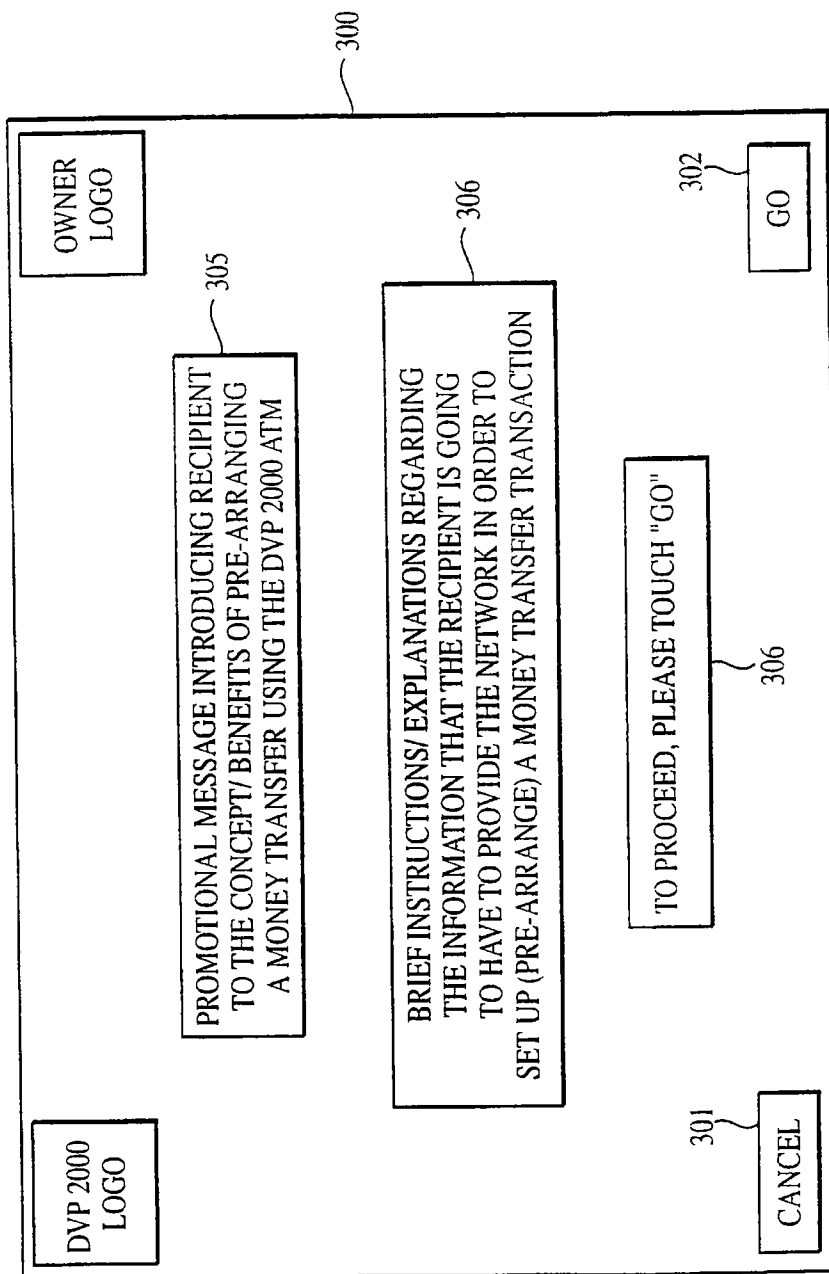 DVP 2000
LOGO
OWNER
LOGO
300
PROMOTIONAL MESSAGE INTRODUCING RECIPIENT
TO THE CONCEPT/ BENEFITS OF PRE-ARRANGING
A MONEY TRANSFER USING THE DVP 2000 ATM
305
BRIEF INSTRUCTIONS/ EXPLANATIONS REGARDING
THE INFORMATION THAT THE RECIPIENT IS GOING
TO HAVE TO PROVIDE THE NETWORK IN ORDER TO
SET UP (PRE-ARRANGE) A MONEY TRANSFER TRANSACTION
306
TO PROCEED, PLEASE TOUCH "GO"
306
301
CANCEL
302
GO